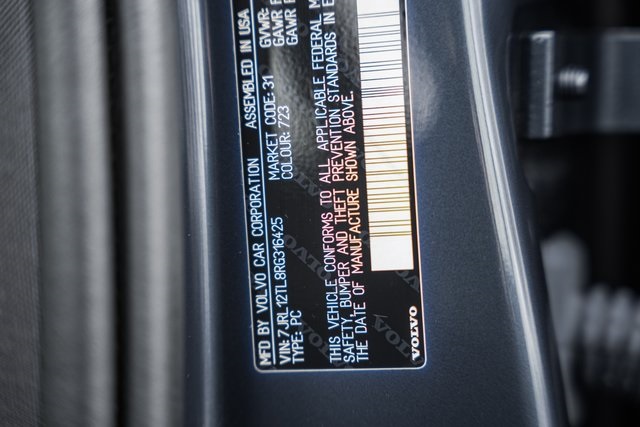 MFD BY VOLVO CAR CORPORATION ASSEMBLED IN USA
VIN: 7JRL12TL8RG316425 MARKET CODE: 31 GVWR:
TYPE: PC COLOUR: 723 GAWR F
GAWR R
THIS VEHICLE CONFORMS TO ALL APPLICABLE FEDERAL M
SAFETY, BUMPER AND THEFT PREVENTION STANDARDS IN E
THE DATE OF MANUFACTURE SHOWN ABOVE.
VOLVO